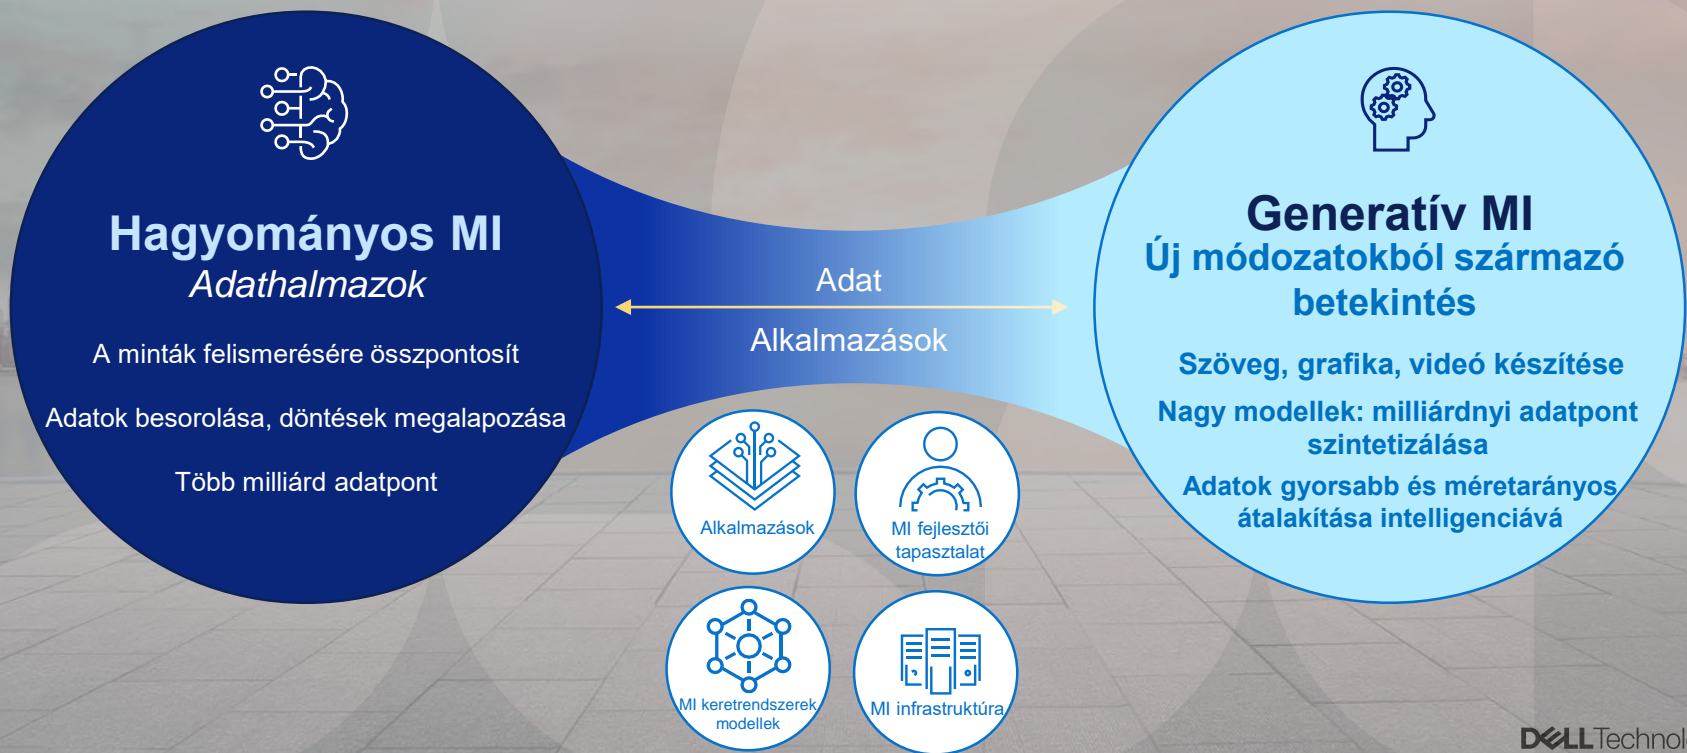 Hagyományos MI
Adathalmazok
A minták felismerésére összpontosít
Adatok besorolása, döntések megalapozása
Több milliárd adatpont
Adat
Alkalmazások
Alkalmazások
MI fejlesztői
tapasztalat
MI keretrendszerek
modellek
MI infrastruktúra
Generatív MI
Új módozatokból származó
betekintés
Szöveg, grafika, videó készítése
Nagy modellek: milliárdnyi adatpont
szintetizálása
Adatok gyorsabb és méretarányos
átalakítása intelligenciává
DELL Technol